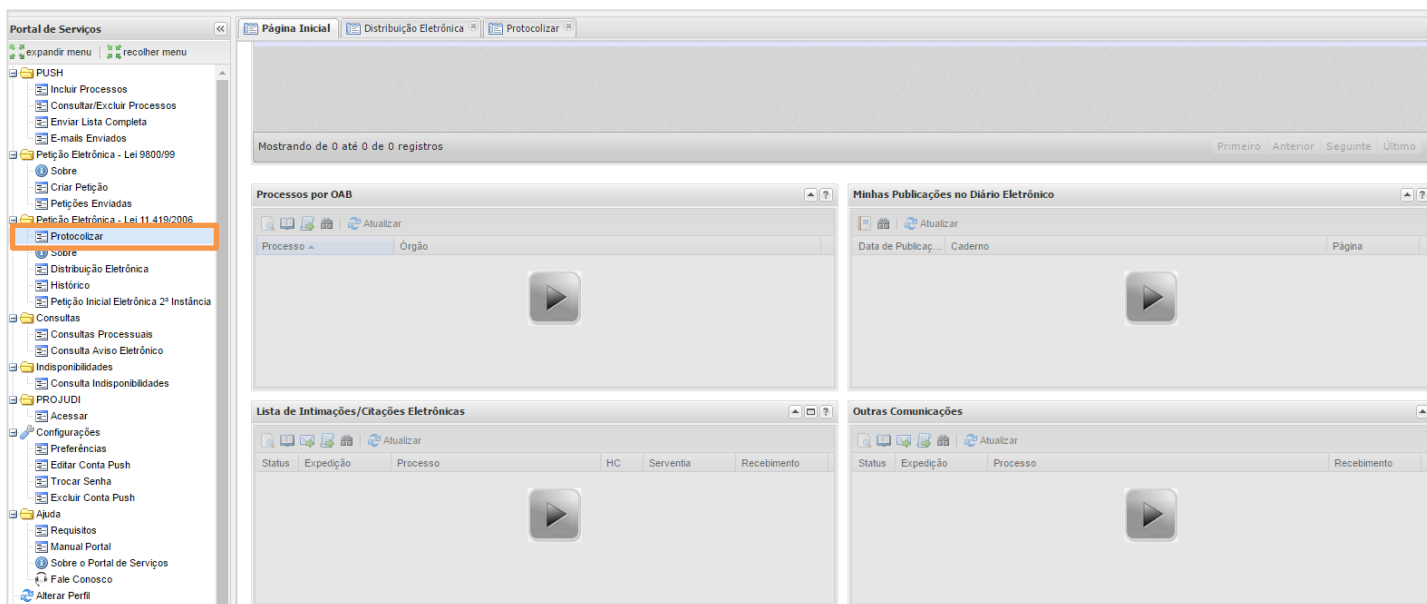 Portal de Serviços
expandir menu
recolher menu
PUSH
Incluir Processos
Consultar/Excluir Processos
Enviar Lista Completa
E-mails Enviados
Petição Eletrônica - Lei 9800/99
Sobre
Criar Petição
Petições Enviadas
Petição Eletrônica - Lei 11.419/2006
Protocolizar
Sobre
Distribuição Eletrônica
Histórico
Petição Inicial Eletrônica 2ª Instância
Consultas
Consultas Processuais
Consulta Aviso Eletrônico
Indisponibilidades
Consulta Indisponibilidades
PROJUDI
Acessar
Configurações
Preferências
Editar Conta Push
Trocar Senha
Excluir Conta Push
Ajuda
Requisitos
Manual Portal
Sobre o Portal de Serviços
Fale Conosco
Alterar Perfil
Página Inicial
Distribuição Eletrônica
Protocolizar
Mostrando de 0 até 0 de 0 registros
Primeiro Anterior Seguinte Último
Processos por OAB
Atualizar
Processo Órgão
Minhas Publicações no Diário Eletrônico
Atualizar
Data de Publicaç... Caderno Página
Lista de Intimações/Citações Eletrônicas
Atualizar
Status Expedição Processo HC Serventia Recebimento
Outras Comunicações
Atualizar
Status Expedição Processo Recebimento